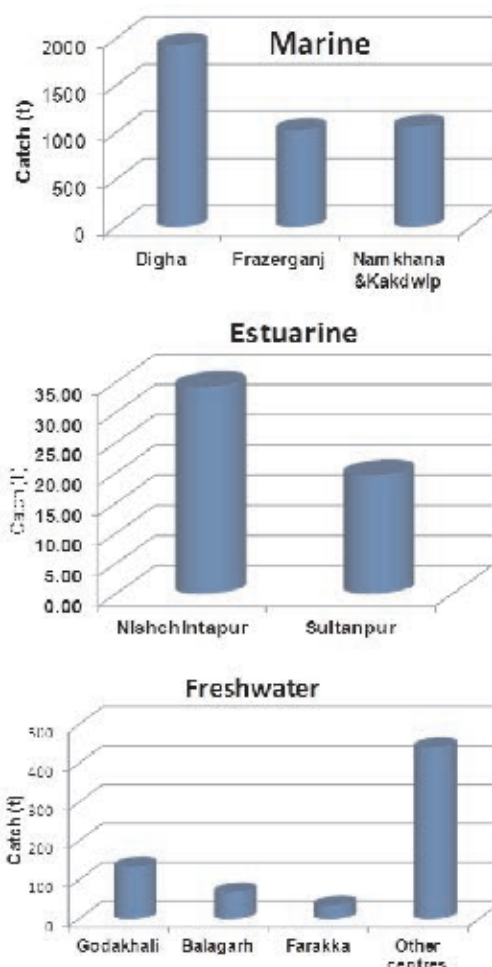 Marine
2000
1500
1000
500
0
Catch (t)
Digha
Frazerganj
Namkhana
&Kakdwip
Estuarine
35.00
30.00
25.00
20.00
15.00
10.00
5.00
0.00
Catch (t)
Nishchintapur
Sultanpur
Freshwater
500
400
300
200
100
0
Catch (t)
Godakhali
Balagarh
Farakka
Other
centres